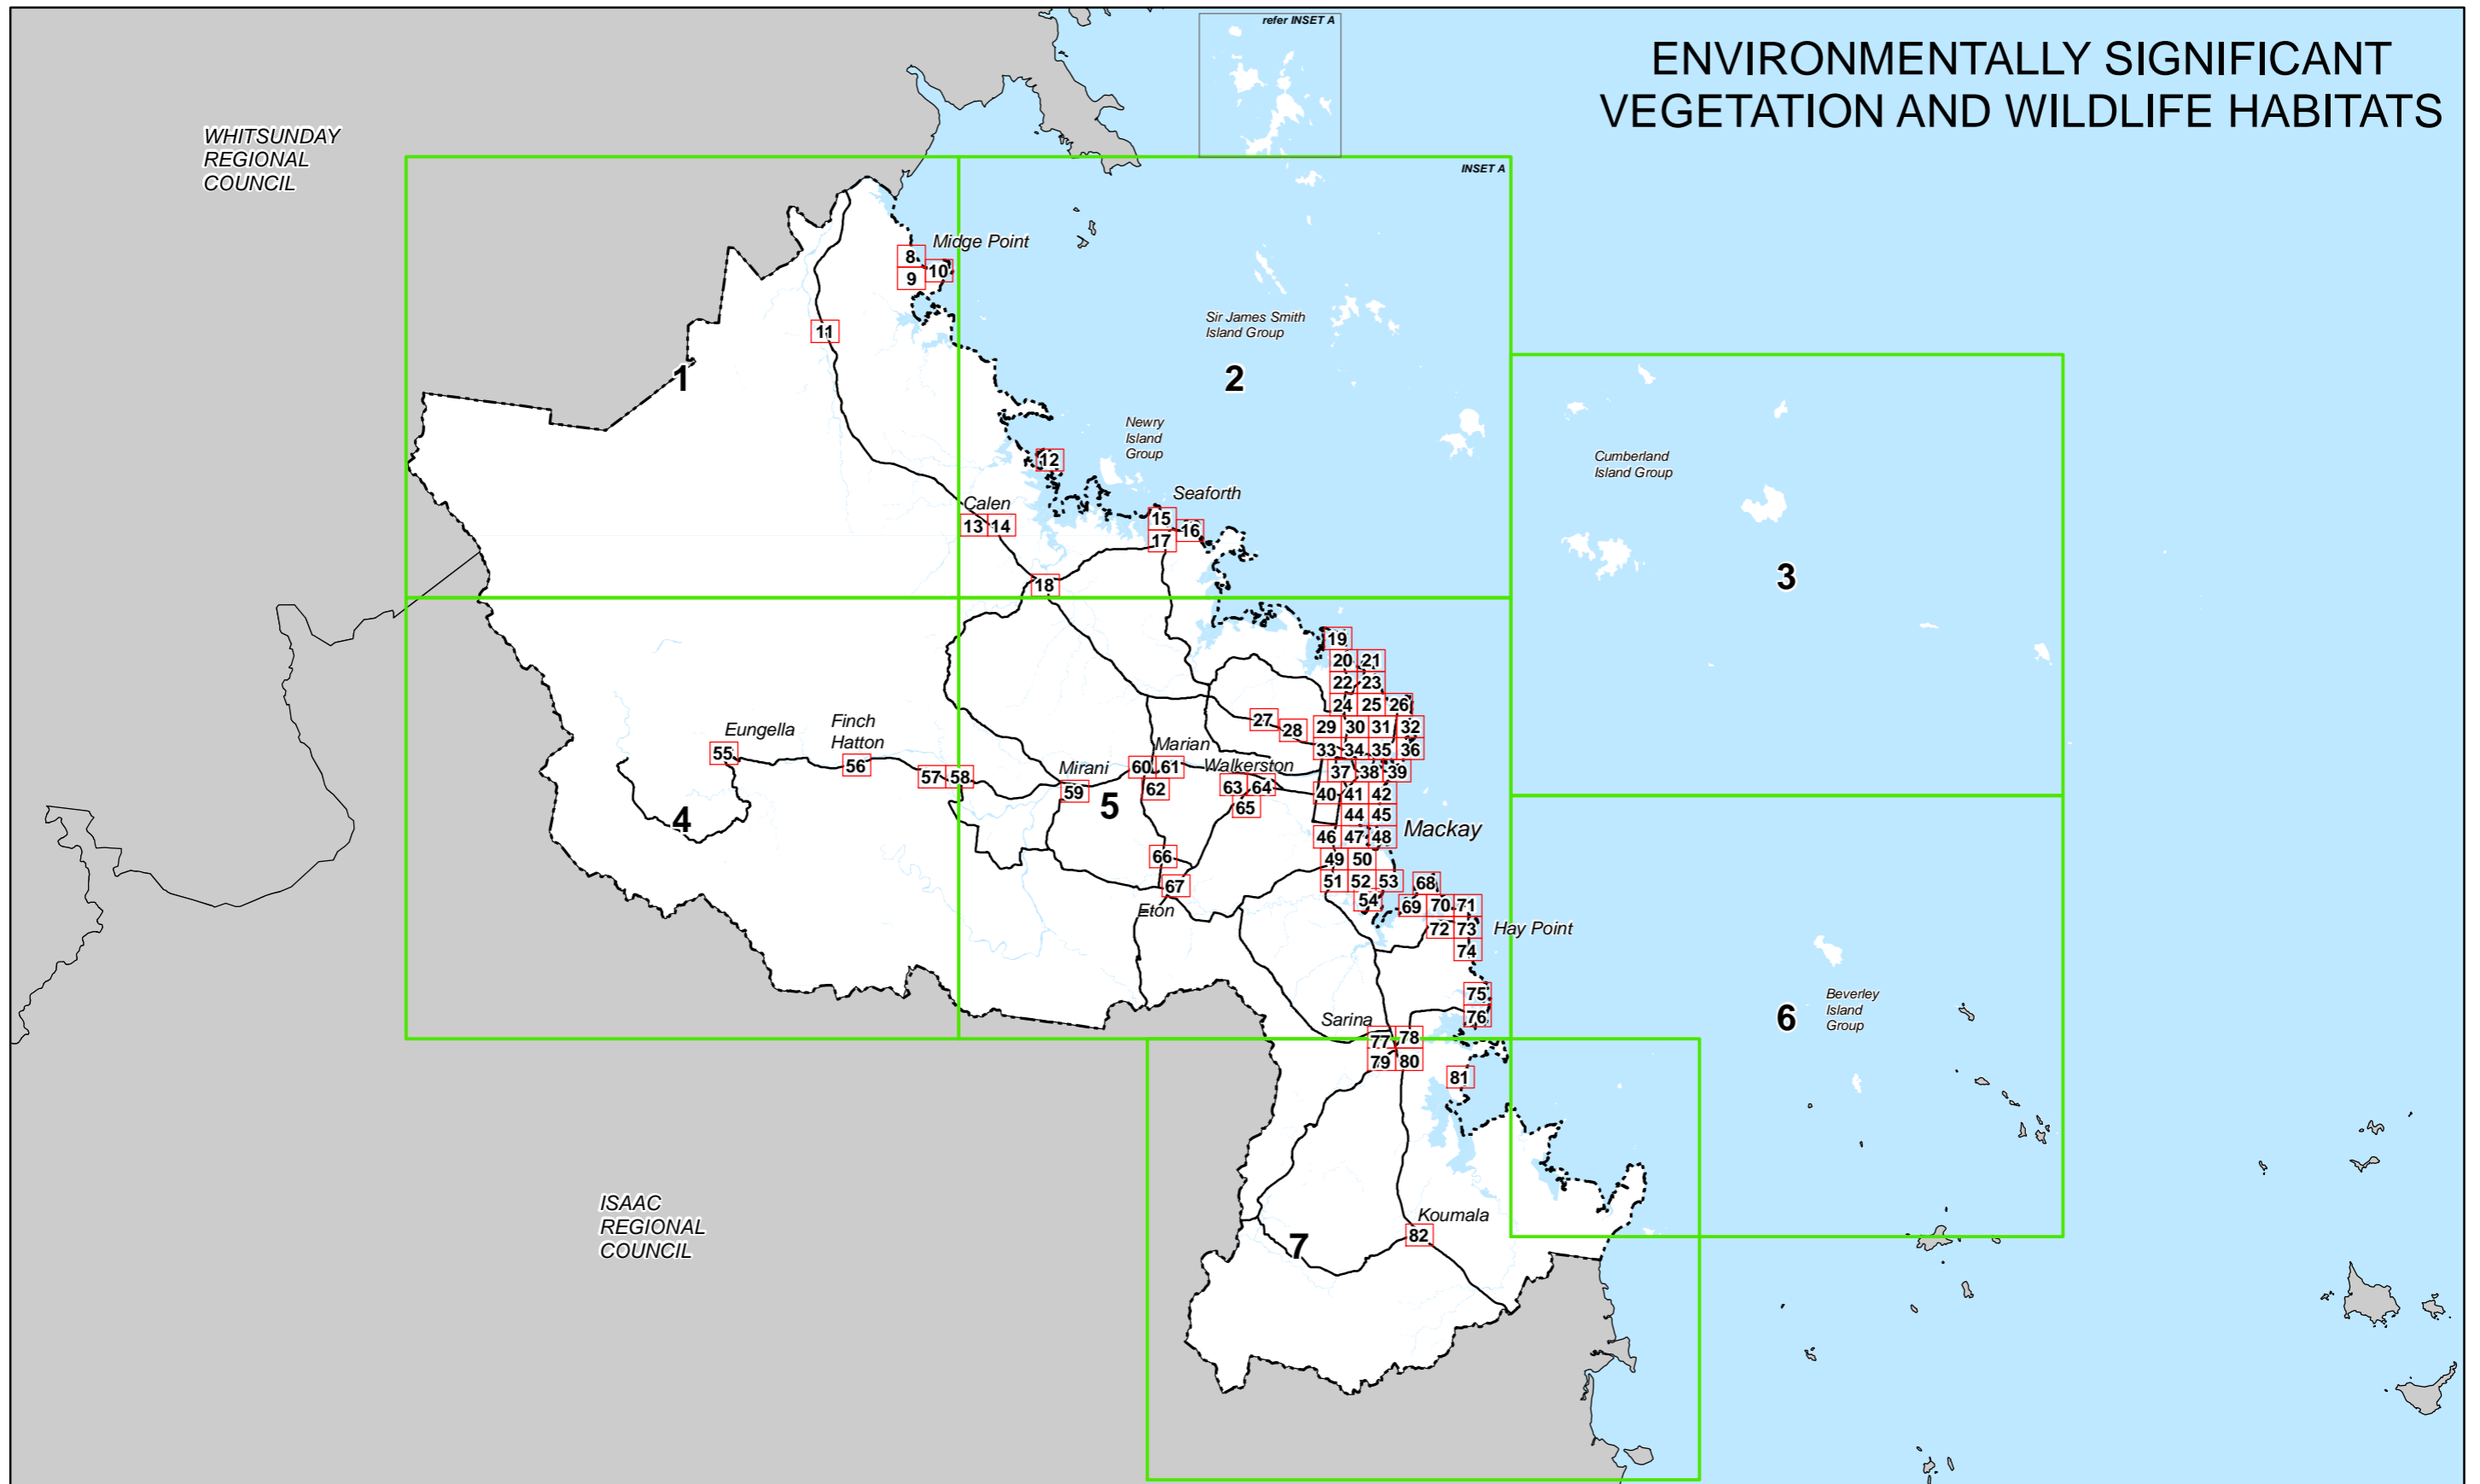 refer INSET A
ENVIRONMENTALLY SIGNIFICANT
VEGETATION AND WILDLIFE HABITATS
WHITSUNDAY
REGIONAL
COUNCIL
INSET A
Midge Point
8
10
9
11
Sir James Smith
Island Group
1
2
Newry
Island
Group
Cumberland
Island Group
12
Calen
Seaforth
13 14
15
16
17
18
3
19
20 21
22 23
24 25 26
27
28
29 30 31 32
33 34 35 36
Eungella
Finch
Hatton
55
56
57 58
Mirani
59
Marian
60 61
62
Walkerston
63 64
65
37 38 39
40 41 42
44 45
46 47 48
Mackay
4
5
66
67
Eton
49 50
51 52 53
54
68
69 70 71
72 73
74
Hay Point
75
76
Beverley
Island
Group
6
Sarina
77 78
79 80
81
ISAAC
REGIONAL
COUNCIL
Koumala
82
7